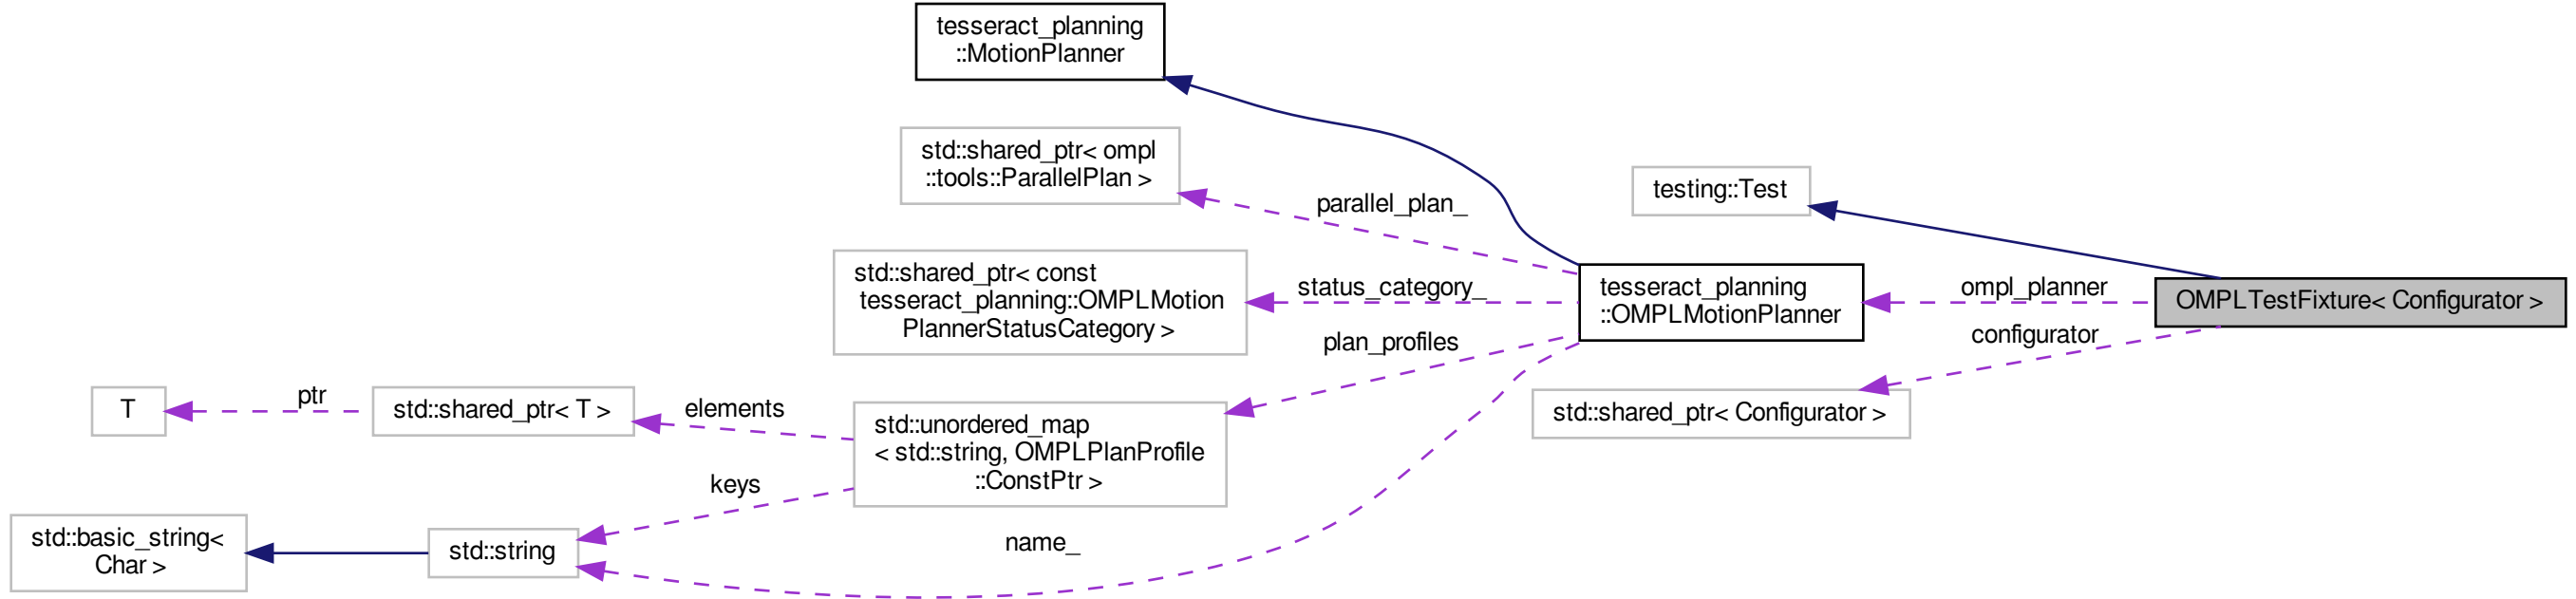 tesseract_planning
::MotionPlanner
std::shared_ptr< ompl
::tools::ParallelPlan >
testing::Test
parallel_plan_
std::shared_ptr< const
tesseract_planning::OMPLMotion
PlannerStatusCategory >
status_category_
tesseract_planning
::OMPLMotionPlanner
ompl_planner
OMPLTestFixture< Configurator >
configurator
plan_profiles
T
ptr
std::shared_ptr< T >
elements
std::unordered_map
< std::string, OMPLPlanProfile
::ConstPtr >
std::shared_ptr< Configurator >
keys
std::basic_string<
Char >
std::string
name_